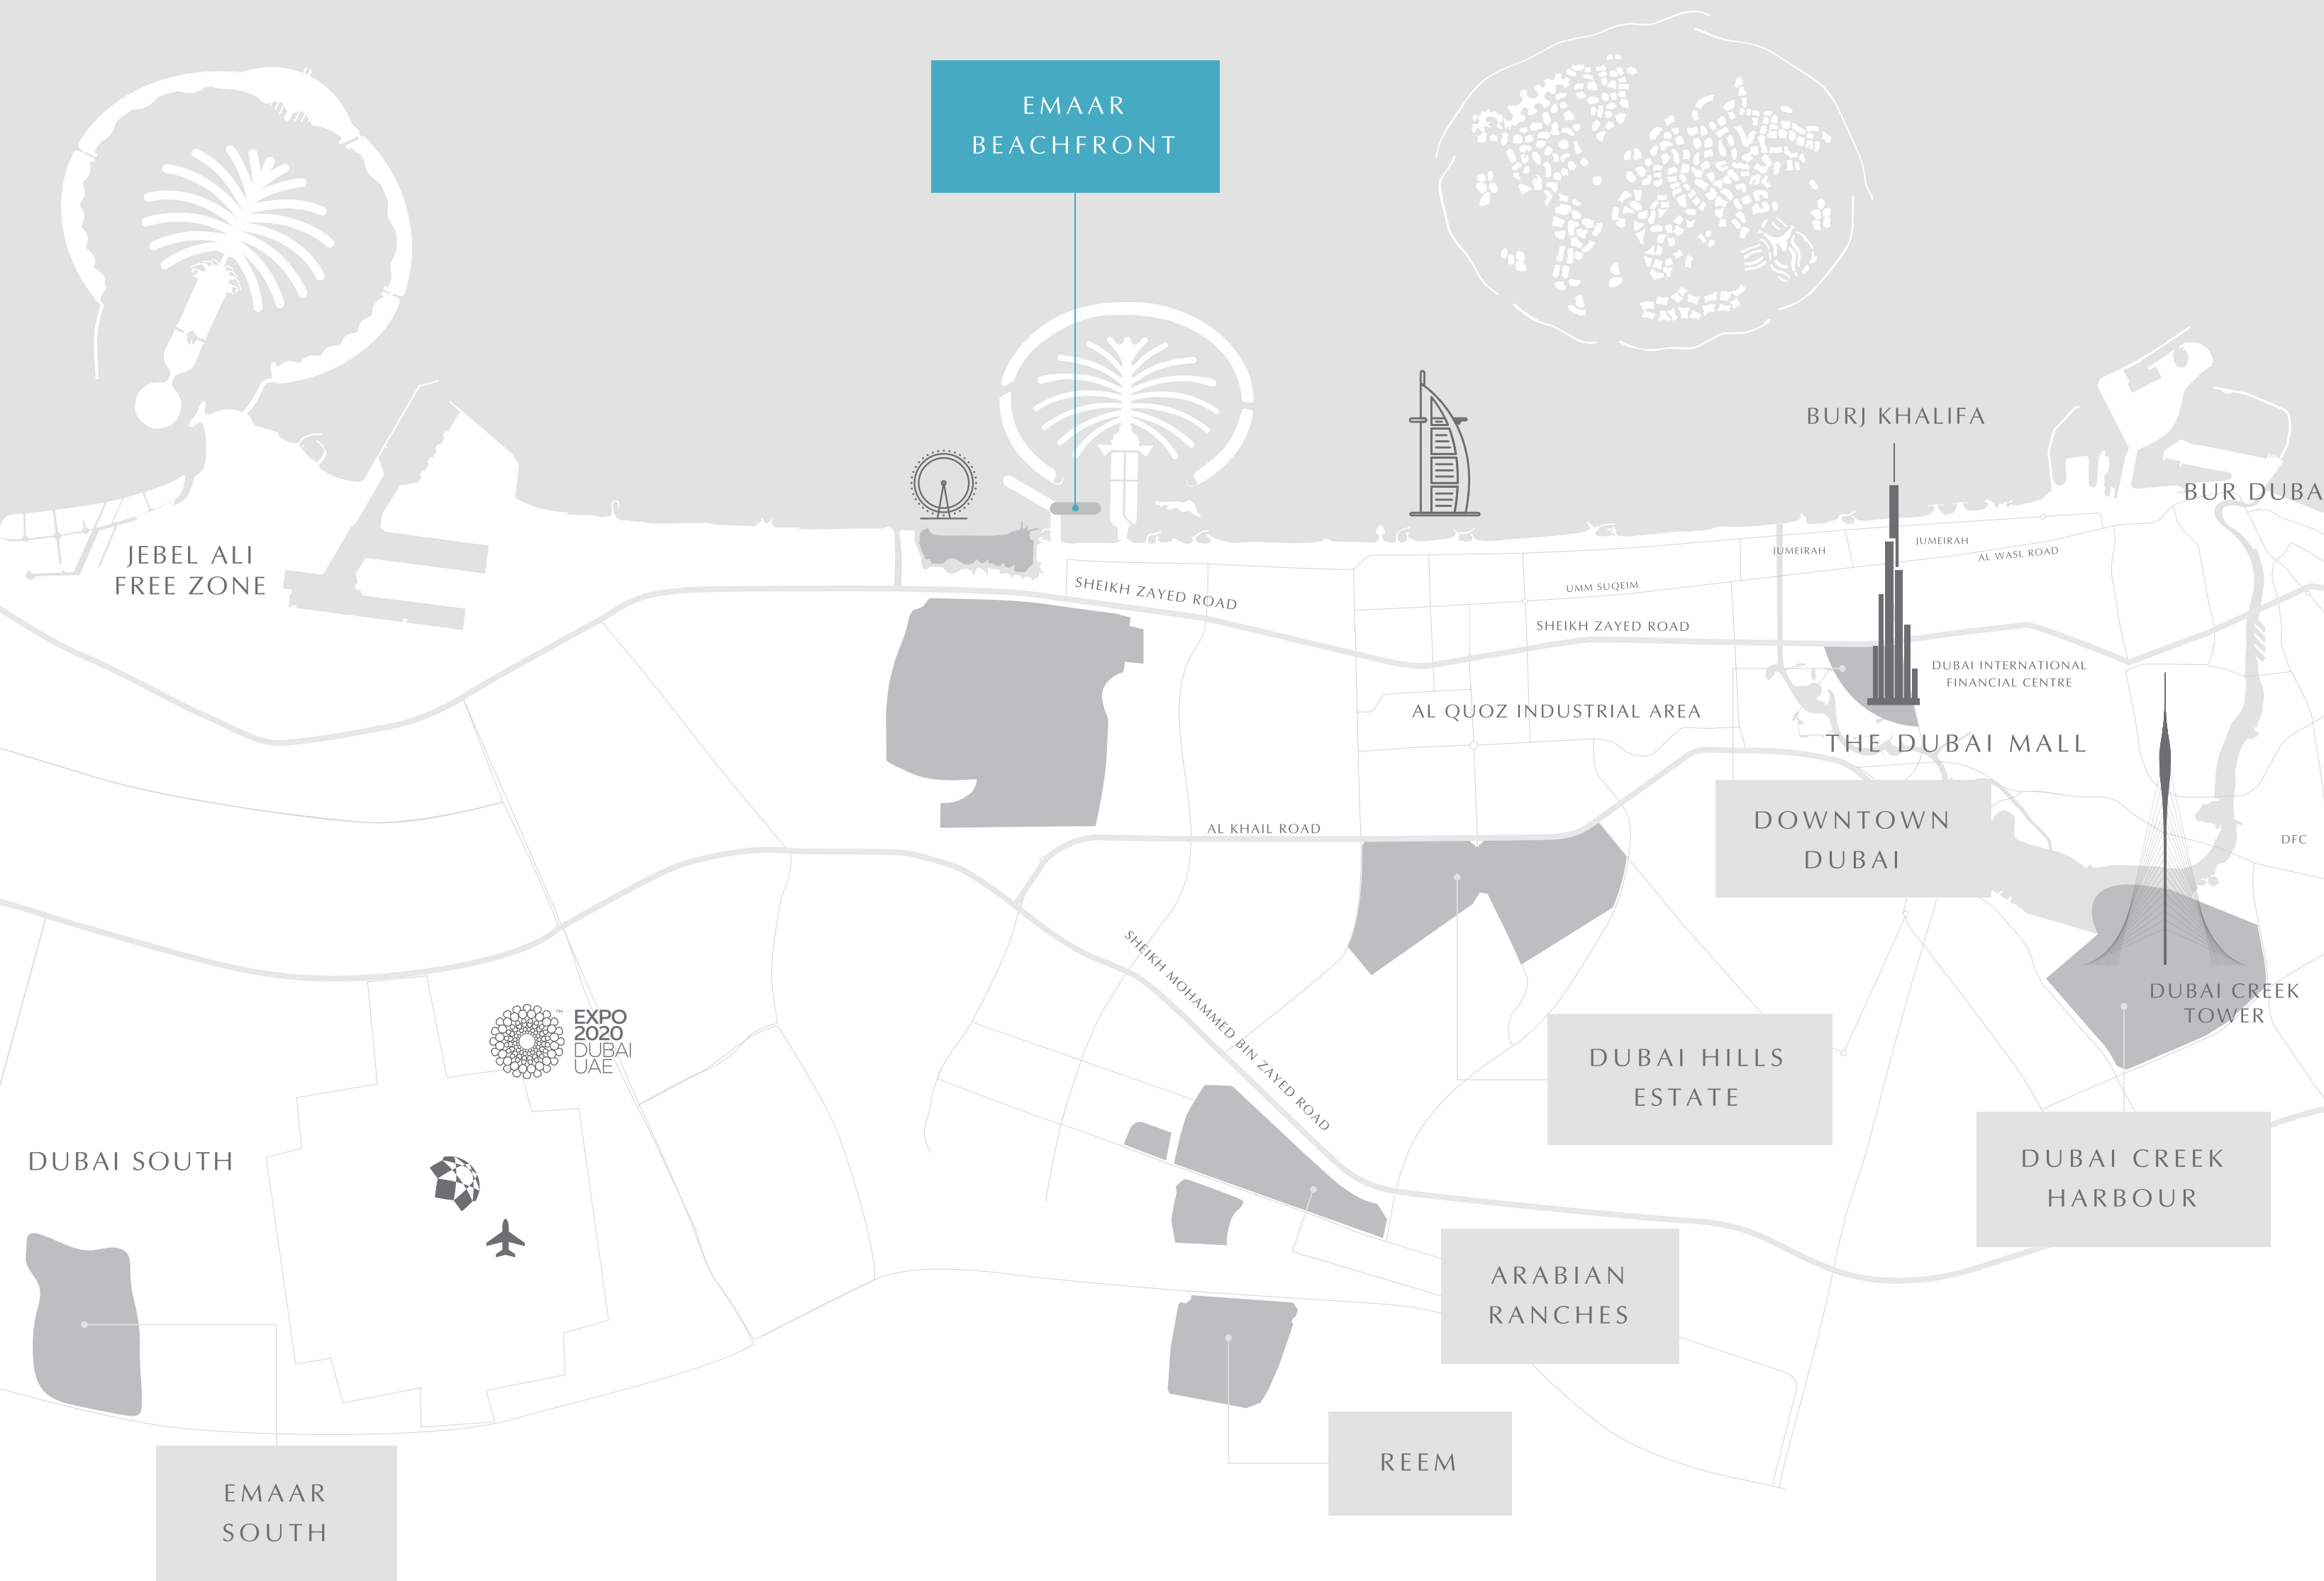 EMAAR
BEACHFRONT
BURJ KHALIFA
BUR DUBA
JEBEL ALI
FREE ZONE
JUMEIRAH
JUMEIRAH
AL WASL ROAD
SHEIKH ZAYED ROAD
UMM SUQEIM
SHEIKH ZAYED ROAD
DUBAI INTERNATIONAL
FINANCIAL CENTRE
AL QUOZ INDUSTRIAL AREA
THE DUBAI MALL
DOWNTOWN
DUBAI
AL KHAIL ROAD
DFC
SHEIKH MOHAMMED BIN ZAYED ROAD
DUBAI CREEK
TOWER
EXPO
2020
DUBAI
UAE
TM
DUBAI HILLS
ESTATE
DUBAI SOUTH
DUBAI CREEK
HARBOUR
ARABIAN
RANCHES
REEM
EMAAR
SOUTH